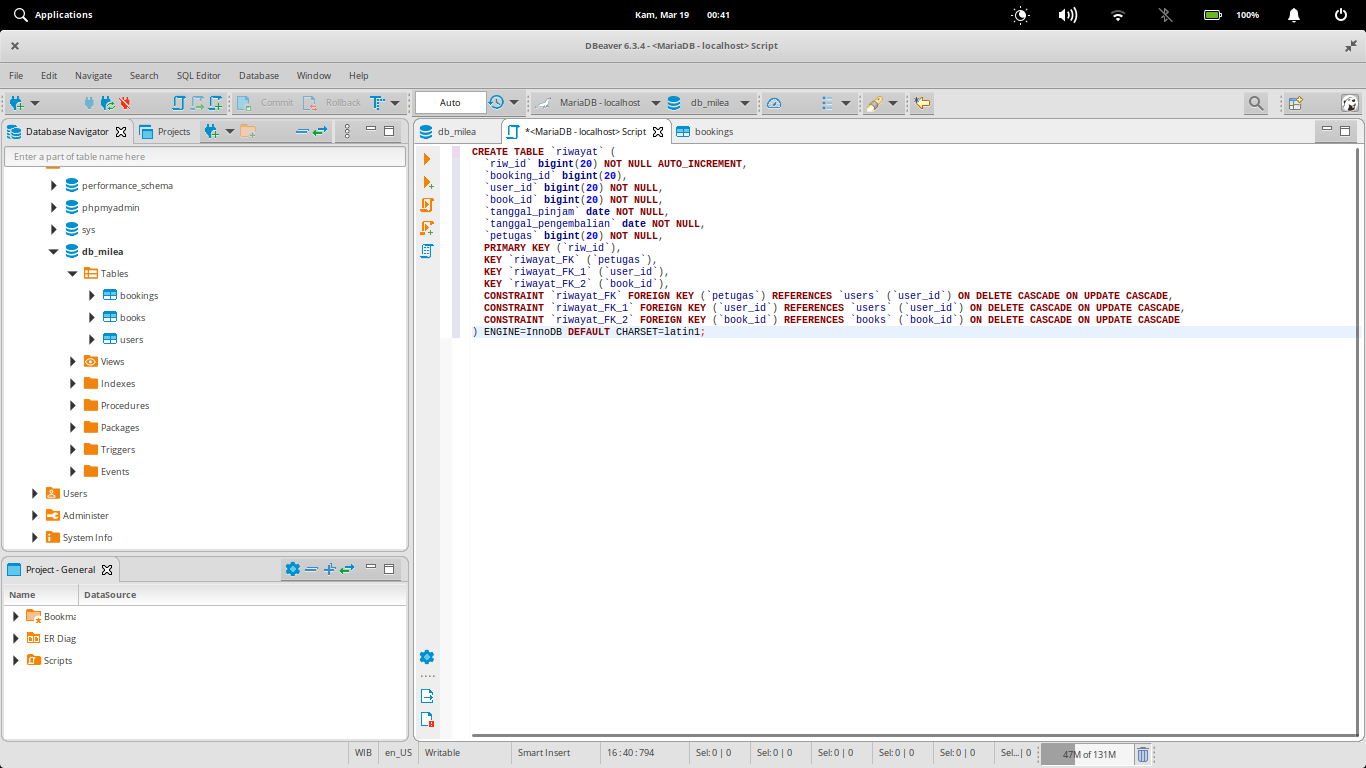 Applications
Kam, Mar 19 00:41
100%
DBeaver 6.3.4 - <MariaDB - localhost> Script
File Edit Navigate Search SQL Editor Database Window Help
Commit Rollback Auto MariaDB - localhost db_milea
Database Navigator Projects
Enter a part of table name here
performance_schema
phpmyadmin
sys
db_milea
Tables
bookings
books
users
Views
Indexes
Procedures
Packages
Triggers
Events
Users
Administer
System Info
Project - General
Name DataSource
Bookma
ER Diag
Scripts
db_milea *<MariaDB - localhost> Script bookings
CREATE TABLE `riwayat` (
`riw_id` bigint(20) NOT NULL AUTO_INCREMENT,
`booking_id` bigint(20),
`user_id` bigint(20) NOT NULL,
`book_id` bigint(20) NOT NULL,
`tanggal_pinjam` date NOT NULL,
`tanggal_pengembalian` date NOT NULL,
`petugas` bigint(20) NOT NULL,
PRIMARY KEY (`riw_id`),
KEY `riwayat_FK` (`petugas`),
KEY `riwayat_FK_1` (`user_id`),
KEY `riwayat_FK_2` (`book_id`),
CONSTRAINT `riwayat_FK` FOREIGN KEY (`petugas`) REFERENCES `users` (`user_id`) ON DELETE CASCADE ON UPDATE CASCADE,
CONSTRAINT `riwayat_FK_1` FOREIGN KEY (`user_id`) REFERENCES `users` (`user_id`) ON DELETE CASCADE ON UPDATE CASCADE,
CONSTRAINT `riwayat_FK_2` FOREIGN KEY (`book_id`) REFERENCES `books` (`book_id`) ON DELETE CASCADE ON UPDATE CASCADE
) ENGINE=InnoDB DEFAULT CHARSET=latin1;
WIB en_US Writable Smart Insert 16:40:794 Sel: 0 | 0 Sel: 0 | 0 Sel: 0 | 0 Sel: 0 | 0 Sel: 0 | 0 Sel...| 0 47M of 131M